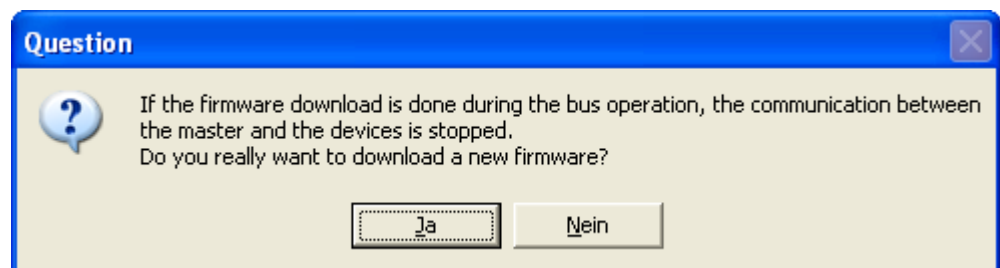 Question
If the firmware download is done during the bus operation, the communication between
the master and the devices is stopped.
Do you really want to download a new firmware?
Ja
Nein